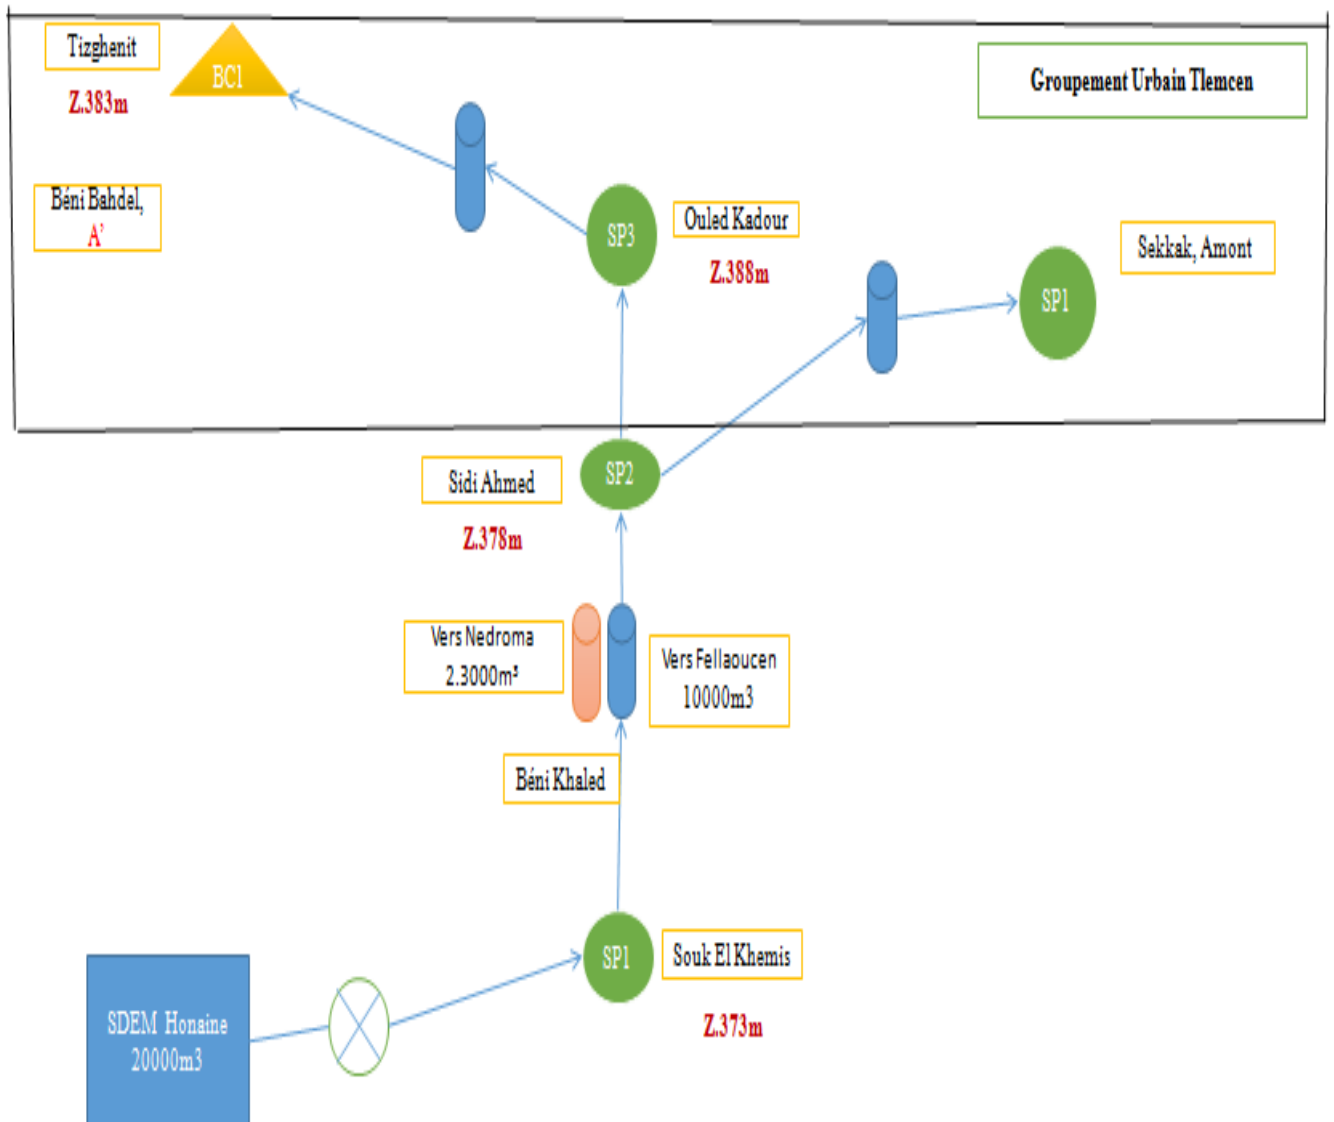 Tizghenit
BC1
Z.383m
Groupement Urbain Tlemcen
Béni Bahdel,
A’
SP3
Ouled Kadour
Z.388m
Sekkak, Amont
SP1
Sidi Ahmed
SP2
Z.378m
Vers Nedroma
2.3000m³
Vers Fellaoucen
10000m3
Béni Khaled
SP1
Souk El Khemis
Z.373m
SDEM Honaine
20000m3